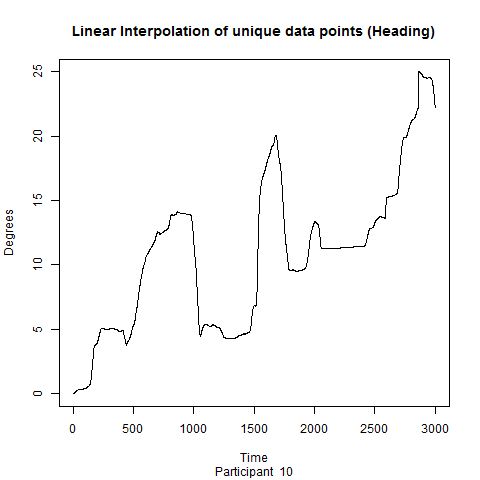 Linear Interpolation of unique data points (Heading)
Degrees
25
20
15
10
5
0
0 500 1000 1500 2000 2500 3000
Time
Participant 10